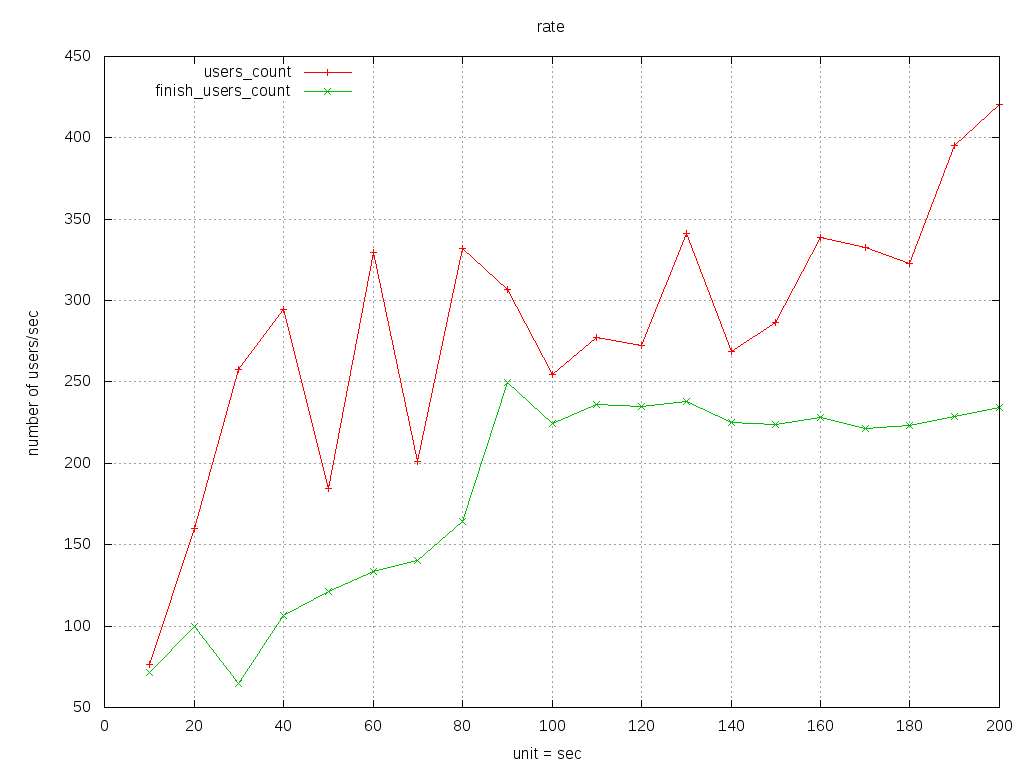 rate
users_count
finish_users_count
450
400
350
300
250
200
150
100
50
number of users/sec
0 20 40 60 80 100 120 140 160 180 200
unit = sec